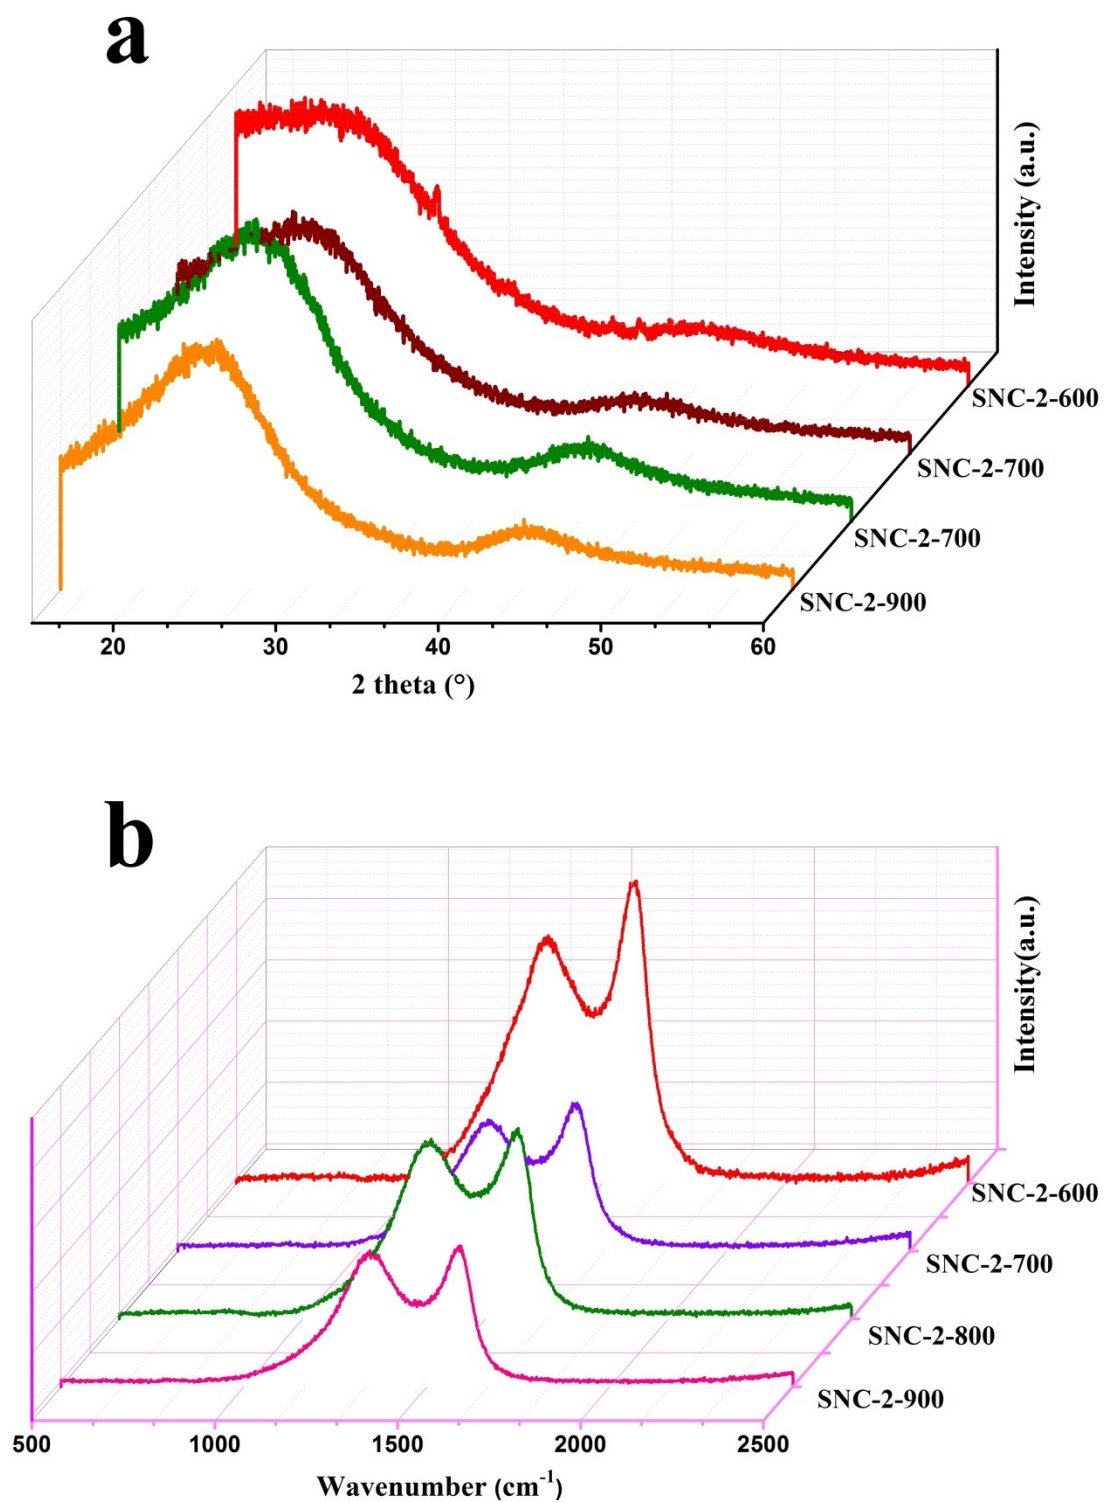 a
Intensity (a.u.)
SNC-2-600
SNC-2-700
SNC-2-700
SNC-2-900
20 30 40 50 60
2 theta (°)
b
Intensity(a.u.)
SNC-2-600
SNC-2-700
SNC-2-800
SNC-2-900
500 1000 1500 2000 2500
Wavenumber (cm⁻¹)